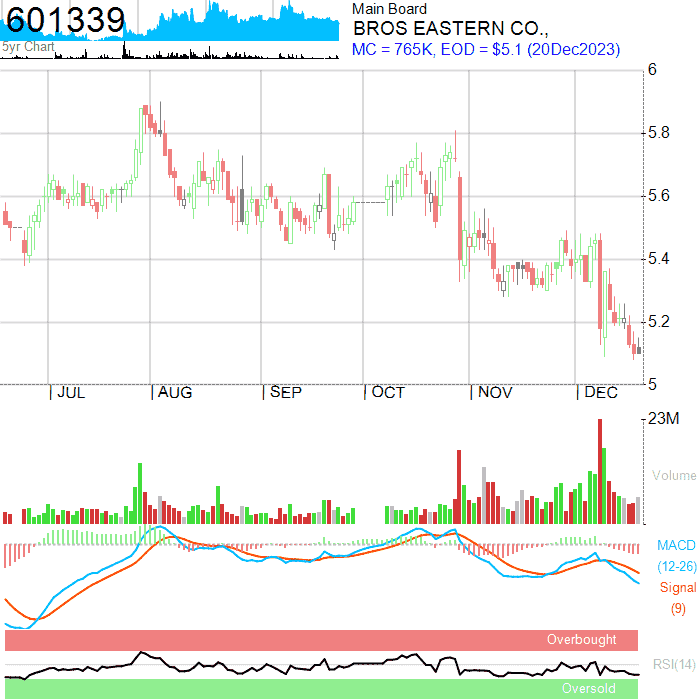 601339
5yr Chart
Main Board
BROS EASTERN CO.,
MC = 765K, EOD = $5.1 (20Dec2023)
6
5.8
5.6
5.4
5.2
5
JUL AUG SEP OCT NOV DEC
23M
Volume
MACD
(12-26)
Signal
(9)
Overbought
RSI(14)
Oversold